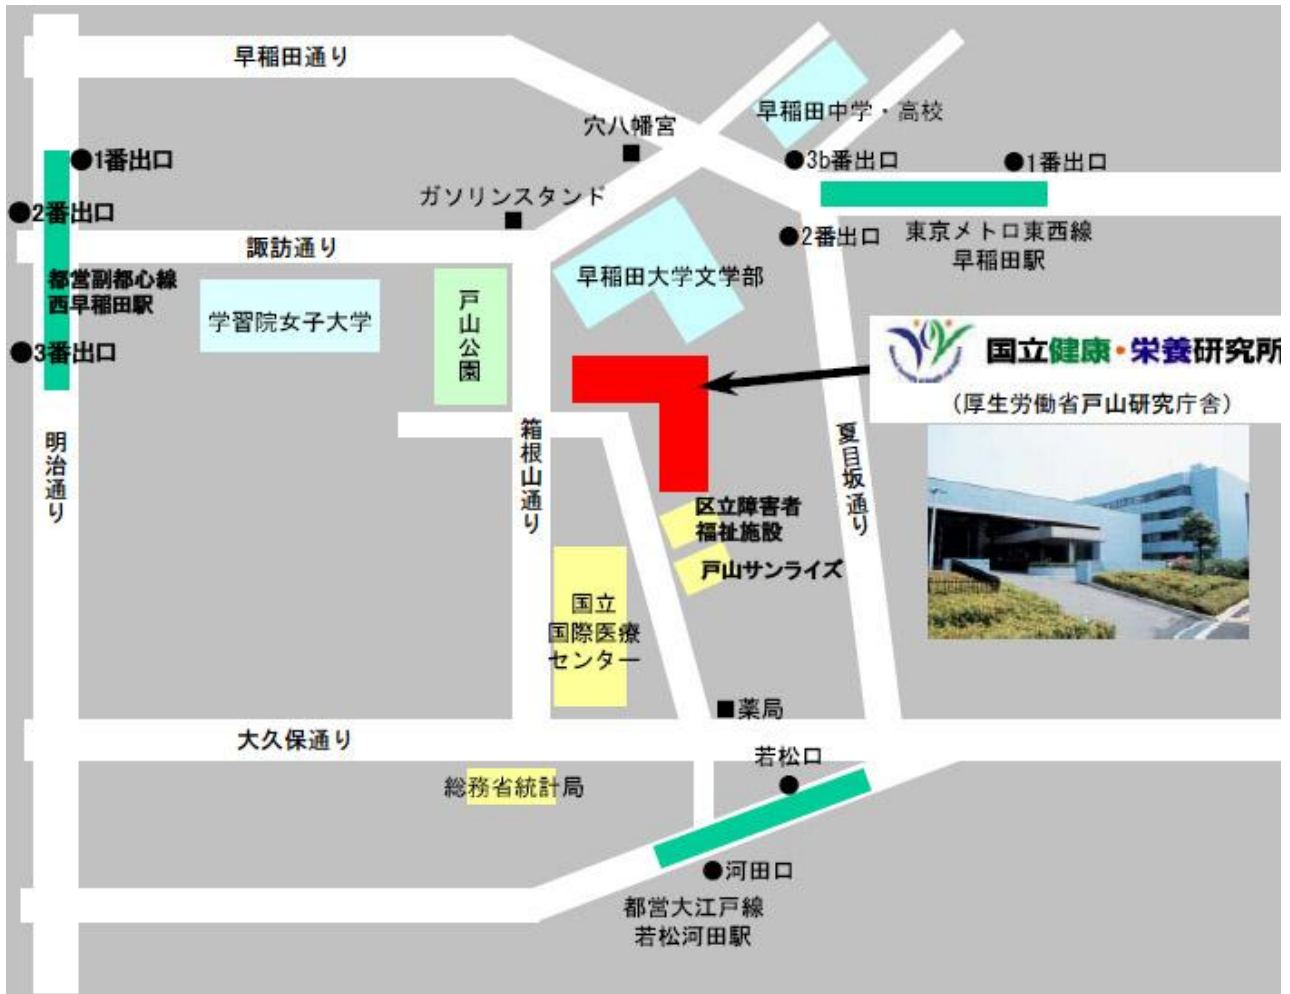 早稲田通り
早稲田中学・高校
穴八幡宮
●1番出口
●3b番出口
●1番出口
ガソリンスタンド
●2番出口
諏訪通り
●2番出口
東京メトロ東西線
早稲田駅
早稲田大学文学部
都営副都心線
西早稲田駅
学習院女子大学
戸山公園
●3番出口
国立健康・栄養研究所
(厚生労働省戸山研究庁舎)
明治通り
箱根山通り
夏目坂通り
区立障害者
福祉施設
戸山サンライズ
国立
国際医療
センター
■薬局
大久保通り
若松口
総務省統計局
●河田口
都営大江戸線
若松河田駅